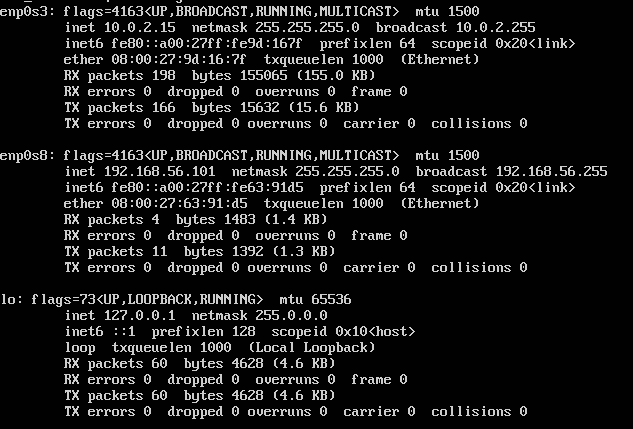 enp0s3: flags=4163<UP,BROADCAST,RUNNING,MULTICAST>  mtu 1500
        inet 10.0.2.15  netmask 255.255.255.0  broadcast 10.0.2.255
        inet6 fe80::a00:27ff:fe9d:167f  prefixlen 64  scopeid 0x20<link>
        ether 08:00:27:9d:16:7f  txqueuelen 1000  (Ethernet)
        RX packets 198  bytes 155065 (155.0 KB)
        RX errors 0  dropped 0  overruns 0  frame 0
        TX packets 166  bytes 15632 (15.6 KB)
        TX errors 0  dropped 0 overruns 0  carrier 0  collisions 0

enp0s8: flags=4163<UP,BROADCAST,RUNNING,MULTICAST>  mtu 1500
        inet 192.168.56.101  netmask 255.255.255.0  broadcast 192.168.56.255
        inet6 fe80::a00:27ff:fe63:91d5  prefixlen 64  scopeid 0x20<link>
        ether 08:00:27:63:91:d5  txqueuelen 1000  (Ethernet)
        RX packets 4  bytes 1483 (1.4 KB)
        RX errors 0  dropped 0  overruns 0  frame 0
        TX packets 11  bytes 1392 (1.3 KB)
        TX errors 0  dropped 0 overruns 0  carrier 0  collisions 0

lo: flags=73<UP,LOOPBACK,RUNNING>  mtu 65536
        inet 127.0.0.1  netmask 255.0.0.0
        inet6 ::1  prefixlen 128  scopeid 0x10<host>
        loop  txqueuelen 1000  (Local Loopback)
        RX packets 60  bytes 4628 (4.6 KB)
        RX errors 0  dropped 0  overruns 0  frame 0
        TX packets 60  bytes 4628 (4.6 KB)
        TX errors 0  dropped 0 overruns 0  carrier 0  collisions 0